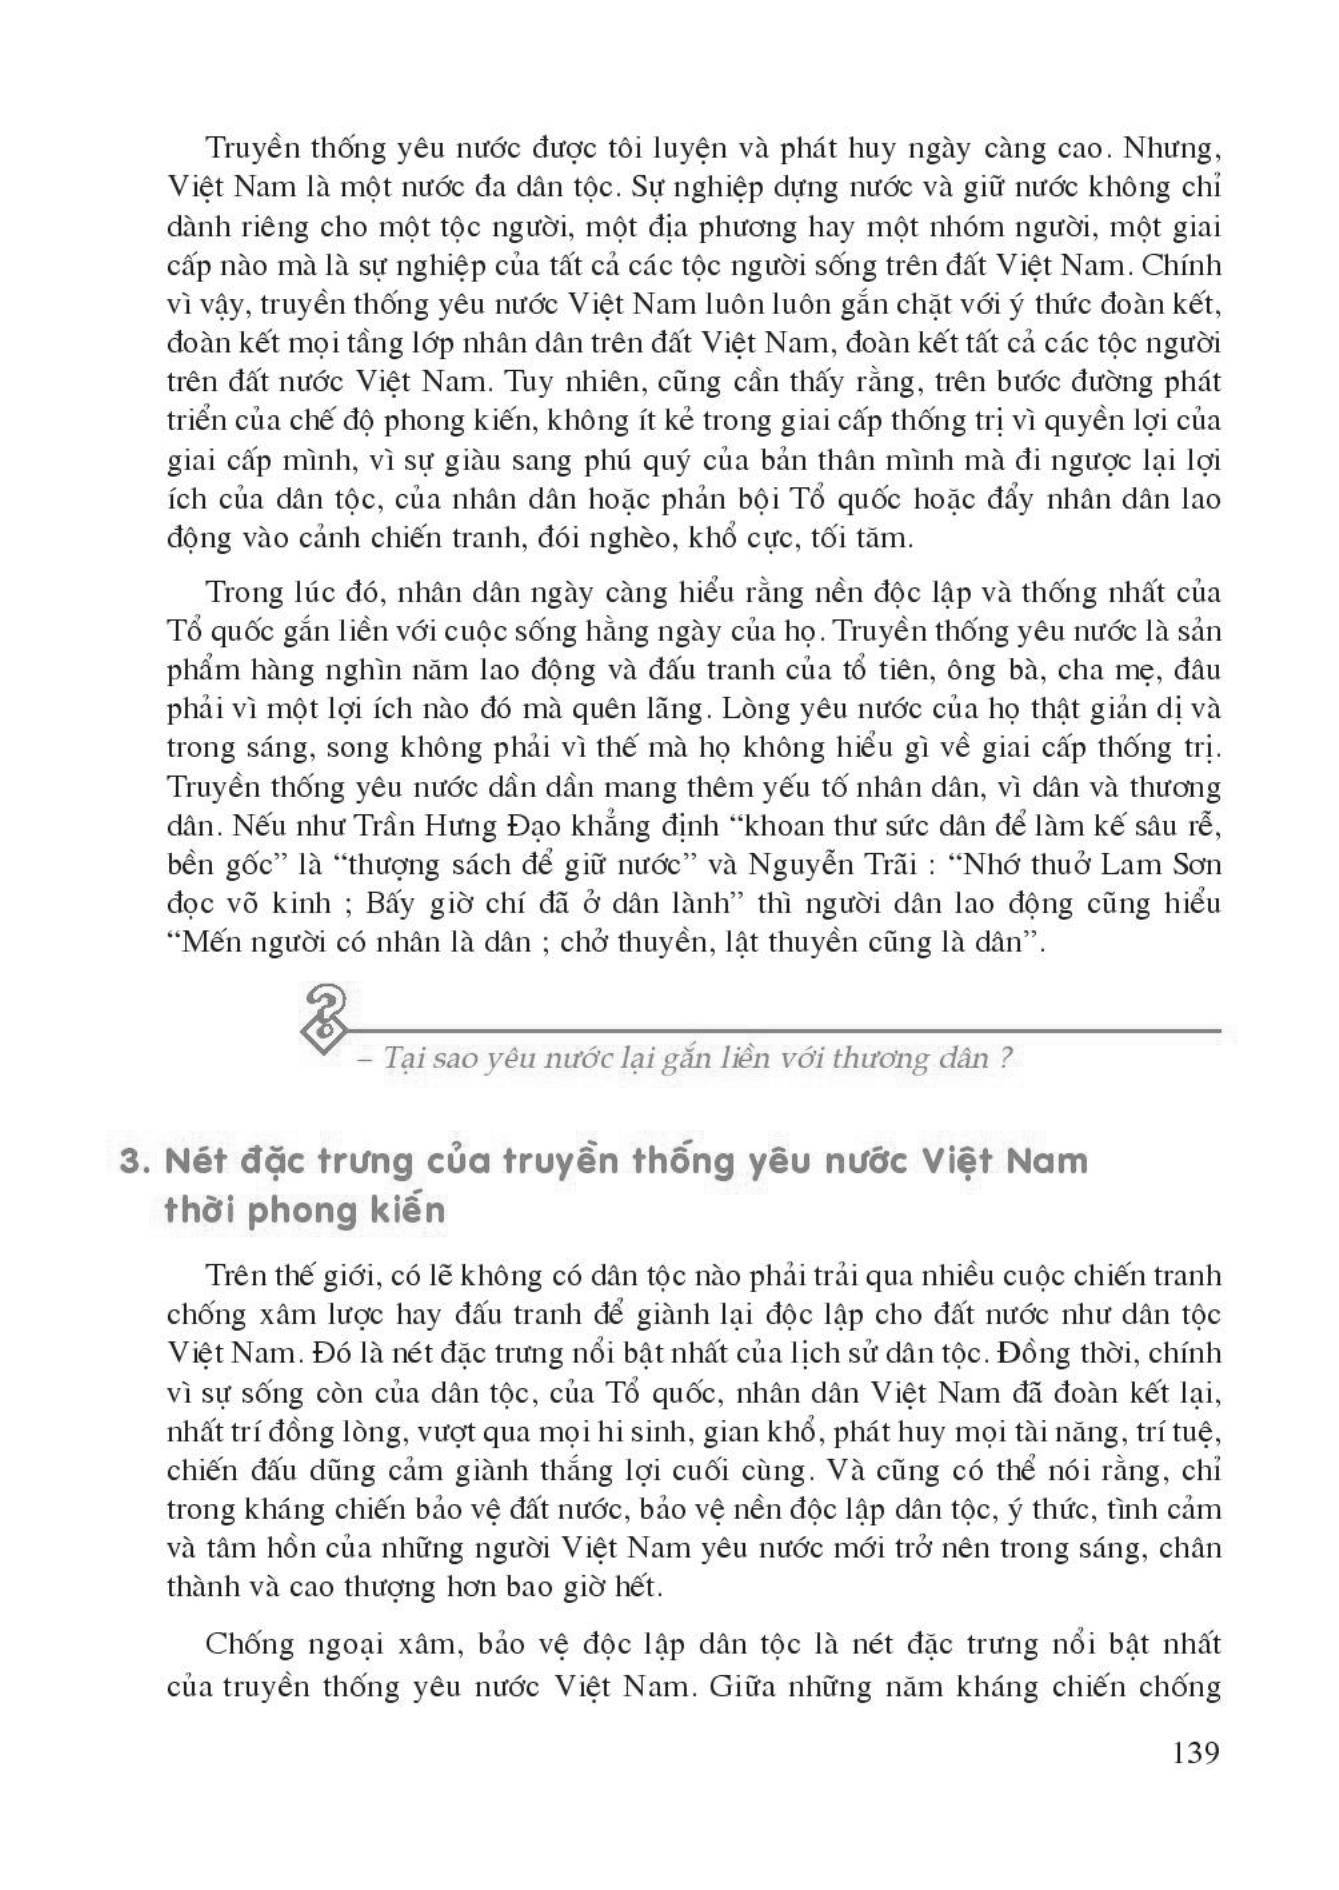 Truyền thống yêu nước được tôi luyện và phát huy ngày càng cao. Nhưng,
Việt Nam là một nước đa dân tộc. Sự nghiệp dựng nước và giữ nước không chỉ
dành riêng cho một tộc người, một địa phương hay một nhóm người, một giai
cấp nào mà là sự nghiệp của tất cả các tộc người sống trên đất Việt Nam. Chính
vì vậy, truyền thống yêu nước Việt Nam luôn luôn gắn chặt với ý thức đoàn kết,
đoàn kết mọi tầng lớp nhân dân trên đất Việt Nam, đoàn kết tất cả các tộc người
trên đất nước Việt Nam. Tuy nhiên, cũng cần thấy rằng, trên bước đường phát
triển của chế độ phong kiến, không ít kẻ trong giai cấp thống trị vì quyền lợi của
giai cấp mình, vì sự giàu sang phú quý của bản thân mình mà đi ngược lại lợi
ích của dân tộc, của nhân dân hoặc phản bội Tổ quốc hoặc đẩy nhân dân lao
động vào cảnh chiến tranh, đói nghèo, khổ cực, tối tăm.
Trong lúc đó, nhân dân ngày càng hiểu rằng nền độc lập và thống nhất của
Tổ quốc gắn liền với cuộc sống hằng ngày của họ. Truyền thống yêu nước là sản
phẩm hàng nghìn năm lao động và đấu tranh của tổ tiên, ông bà, cha mẹ, đâu
phải vì một lợi ích nào đó mà quên lãng. Lòng yêu nước của họ thật giản dị và
trong sáng, song không phải vì thế mà họ không hiểu gì về giai cấp thống trị.
Truyền thống yêu nước dần dần mang thêm yếu tố nhân dân, vì dân và thương
dân. Nếu như Trần Hưng Đạo khẳng định “khoan thư sức dân để làm kế sâu rễ,
bền gốc” là “thượng sách để giữ nước” và Nguyễn Trãi : “Nhớ thuở Lam Sơn
đọc võ kinh ; Bấy giờ chí đã ở dân lành” thì người dân lao động cũng hiểu
“Mến người có nhân là dân ; chở thuyền, lật thuyền cũng là dân”.
?
– Tại sao yêu nước lại gắn liền với thương dân ?
3. Nét đặc trưng của truyền thống yêu nước Việt Nam
thời phong kiến
Trên thế giới, có lẽ không có dân tộc nào phải trải qua nhiều cuộc chiến tranh
chống xâm lược hay đấu tranh để giành lại độc lập cho đất nước như dân tộc
Việt Nam. Đó là nét đặc trưng nổi bật nhất của lịch sử dân tộc. Đồng thời, chính
vì sự sống còn của dân tộc, của Tổ quốc, nhân dân Việt Nam đã đoàn kết lại,
nhất trí đồng lòng, vượt qua mọi hi sinh, gian khổ, phát huy mọi tài năng, trí tuệ,
chiến đấu dũng cảm giành thắng lợi cuối cùng. Và cũng có thể nói rằng, chỉ
trong kháng chiến bảo vệ đất nước, bảo vệ nền độc lập dân tộc, ý thức, tình cảm
và tâm hồn của những người Việt Nam yêu nước mới trở nên trong sáng, chân
thành và cao thượng hơn bao giờ hết.
Chống ngoại xâm, bảo vệ độc lập dân tộc là nét đặc trưng nổi bật nhất
của truyền thống yêu nước Việt Nam. Giữa những năm kháng chiến chống
139